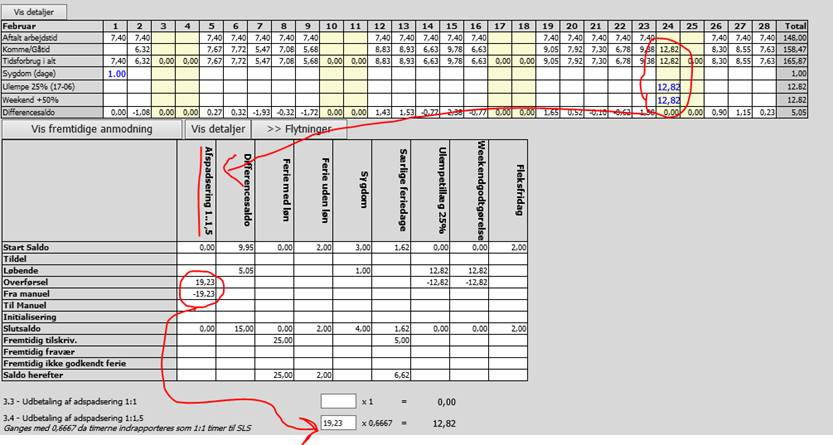 Vis detaljer
Februar 1 2 3 4 5 6 7 8 9 10 11 12 13 14 15 16 17 18 19 20 21 22 23 24 25 26 27 28 Total
Aftalt arbejdstid 7,40 7,40 7,40 7,40 7,40 7,40 7,40 7,40 7,40 7,40 7,40 7,40 7,40 7,40 7,40 7,40 7,40 7,40 7,40 7,40 148,00
Komme/Gåtid 6,32 7,67 7,72 5,47 7,08 5,68 8,83 8,93 6,63 9,78 6,63 9,05 7,92 7,30 6,78 9,38 12,82 8,30 8,55 7,63 158,47
Tidsforbrug i alt 7,40 6,32 0,00 0,00 7,67 7,72 5,47 7,08 5,68 0,00 0,00 8,83 8,93 6,63 9,78 6,63 0,00 0,00 9,05 7,92 7,30 6,78 9,38 12,82 0,00 8,30 8,55 7,63 165,87
Sygdom (dage) 1.00 1,00
Ulempe 25% (17-06) 12,82 12.82
Weekend +50% 12,82 12.82
Differencesaldo 0,00 -1,08 0,00 0,00 0,27 0,32 -1,93 -0,32 -1,72 0,00 0,00 1,43 1,53 -0,77 2,38 -0,77 0,00 0,00 1,65 0,52 -0,10 -0,62 1,98 0,00 0,00 0,90 1,15 0,23 5,05
Vis fremtidige anmodning Vis detaljer >> Flytninger
Afspadsering 1..1,5 Differencesaldo Ferie med løn Ferie uden løn Sygdom Særlige feriedage Ulempetillæg 25% Weekendgodtgørelse Fleksfridag
Start Saldo 0,00 9,95 0,00 2,00 3,00 1,62 0,00 0,00 2,00
Tildel
Løbende 5,05 1,00 12,82 12,82
Overførsel 19,23 -12,82 -12,82
Fra manuel -19,23
Til Manuel
Initialisering
Slutsaldo 0,00 15,00 0,00 2,00 4,00 1,62 0,00 0,00 2,00
Fremtidig tilskriv. 25,00 5,00
Fremtidig fravær
Fremtidig ikke godkendt ferie
Saldo herefter 25,00 2,00 6,62
3.3 - Udbetaling af adspadsering 1:1 x 1 = 0,00
3.4 - Udbetaling af adspadsering 1:1,5 19,23 x 0,6667 = 12,82
Ganges med 0,6667 da timerne indrapporteres som 1:1 timer til SLS